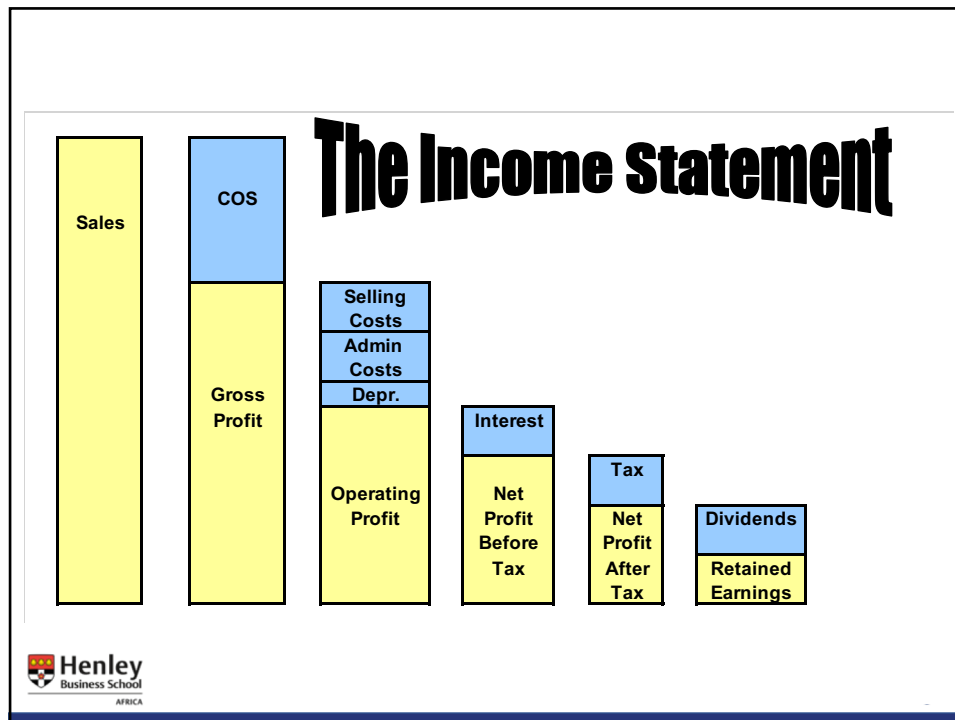 The Income Statement
Sales
COS
Gross
Profit
Selling
Costs
Admin
Costs
Depr.
Operating
Profit
Interest
Net
Profit
Before
Tax
Tax
Net
Profit
After
Tax
Dividends
Retained
Earnings
Henley
Business School
AFRICA